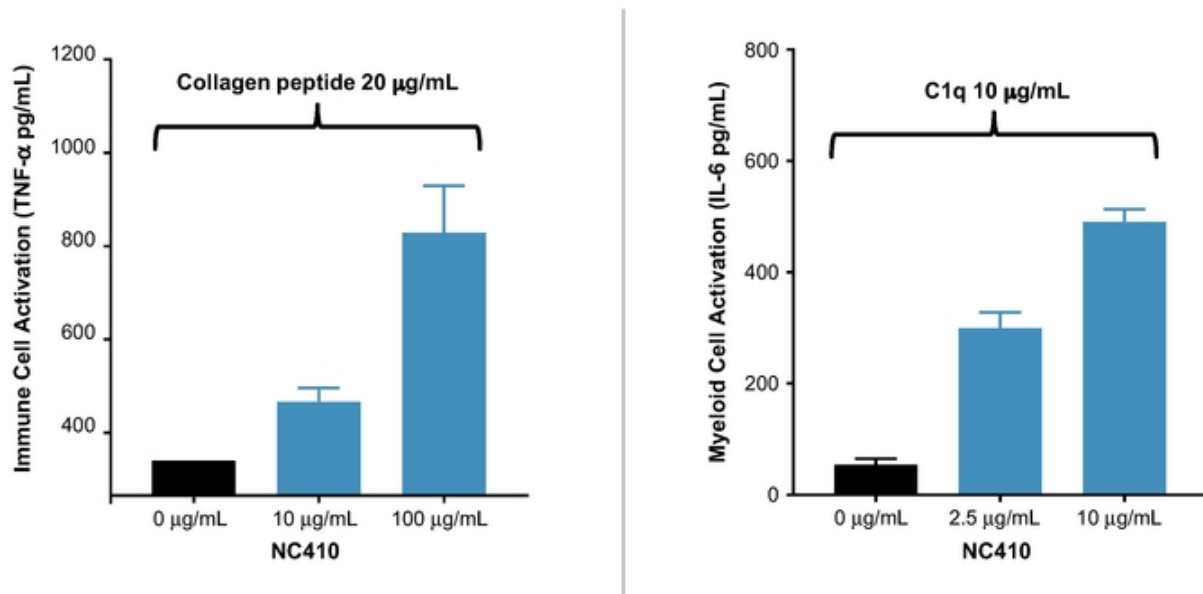 Immune Cell Activation (TNF-α pg/mL)
1200
1000
800
600
400
Collagen peptide 20 µg/mL
0 µg/mL 10 µg/mL 100 µg/mL
NC410
Myeloid Cell Activation (IL-6 pg/mL)
800
600
400
200
0
C1q 10 µg/mL
0 µg/mL 2.5 µg/mL 10 µg/mL
NC410